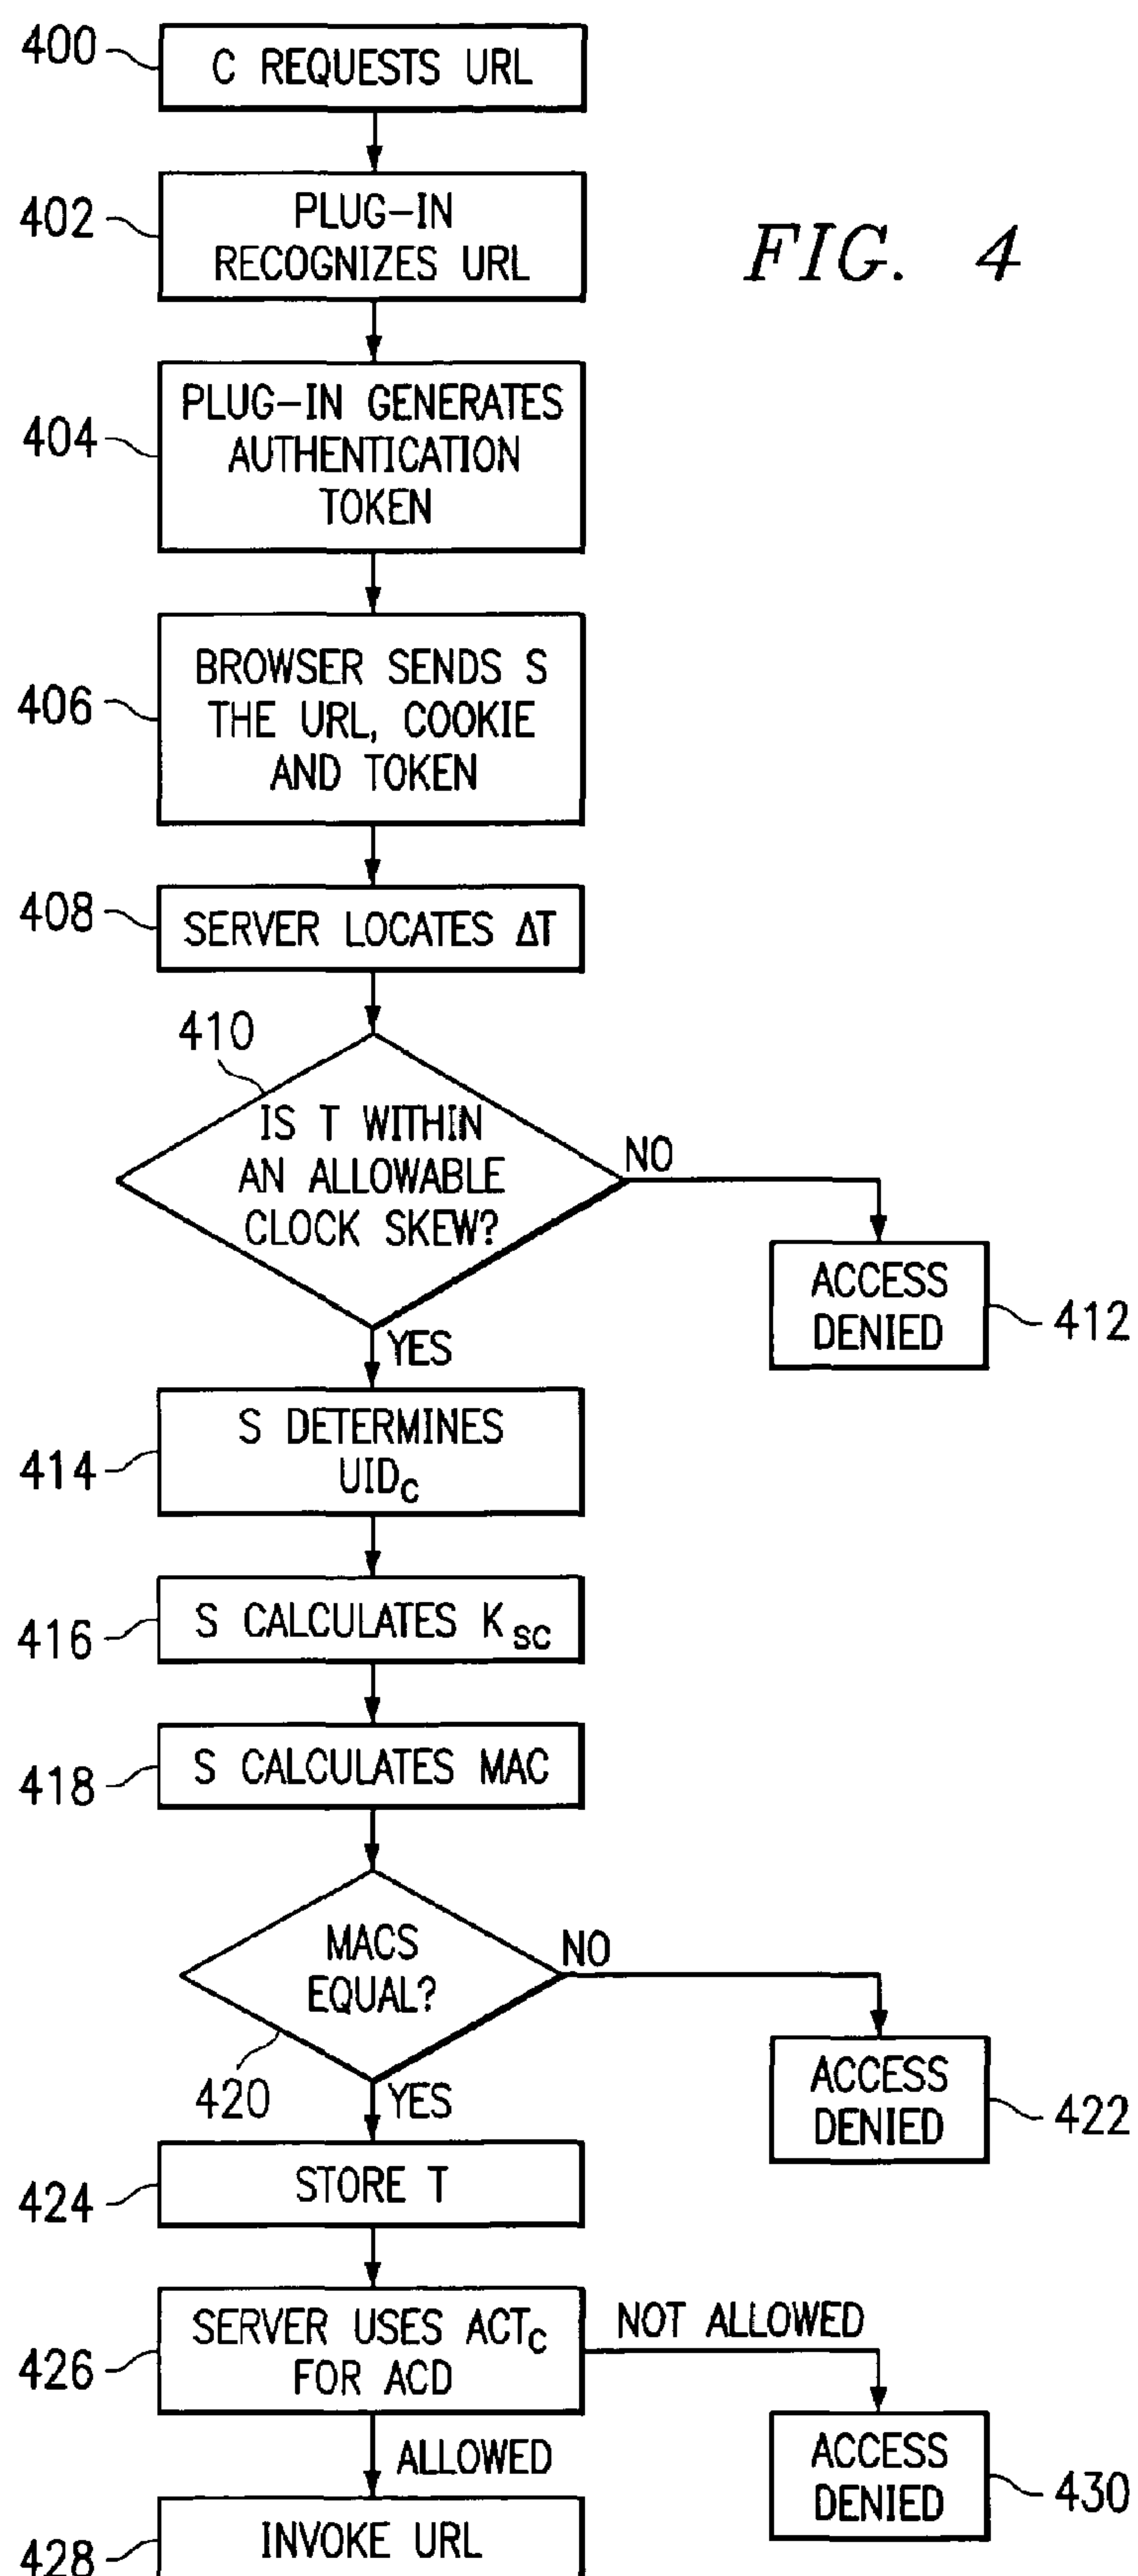 400
C REQUESTS URL
402
PLUG-IN
RECOGNIZES URL
FIG. 4
404
PLUG-IN GENERATES
AUTHENTICATION
TOKEN
406
BROWSER SENDS S
THE URL, COOKIE
AND TOKEN
408
SERVER LOCATES ΔT
410
IS T WITHIN
AN ALLOWABLE
CLOCK SKEW?
NO
ACCESS
DENIED
412
YES
414
S DETERMINES
UIDC
416
S CALCULATES KSC
418
S CALCULATES MAC
MACS
EQUAL?
NO
420
YES
ACCESS
DENIED
422
424
STORE T
426
SERVER USES ACTC
FOR ACD
NOT ALLOWED
ALLOWED
ACCESS
DENIED
430
428
INVOKE URL